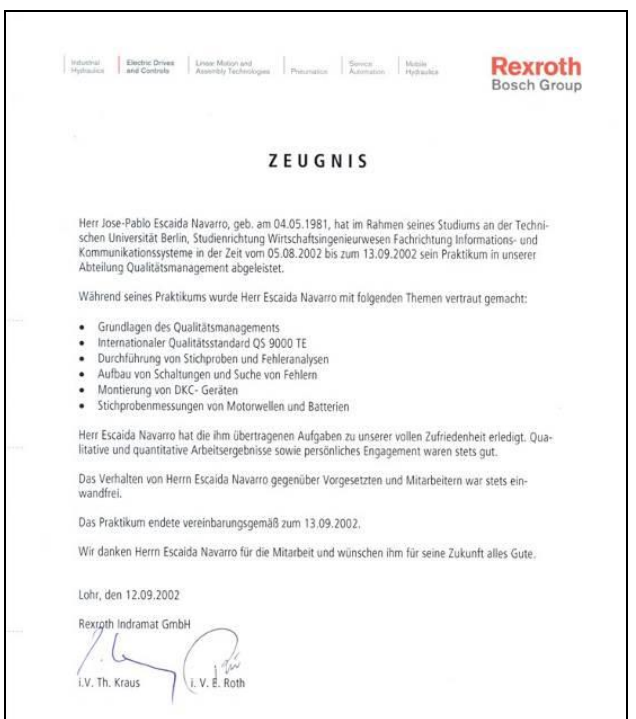 Industrial Hydraulics
Electric Drives and Controls
Linear Motion and Assembly Technologies
Pneumatics
Service Automation
Mobile Hydraulics
Rexroth
Bosch Group
ZEUGNIS
Herr Jose-Pablo Escaida Navarro, geb. am 04.05.1981, hat im Rahmen seines Studiums an der Techni-
schen Universität Berlin, Studienrichtung Wirtschaftsingenieurwesen Fachrichtung Informations- und
Kommunikationssysteme in der Zeit vom 05.08.2002 bis zum 13.09.2002 sein Praktikum in unserer
Abteilung Qualitätsmanagement abgeleistet.
Während seines Praktikums wurde Herr Escaida Navarro mit folgenden Themen vertraut gemacht:
• Grundlagen des Qualitätsmanagements
• Internationaler Qualitätsstandard QS 9000 TE
• Durchführung von Stichproben und Fehleranalysen
• Aufbau von Schaltungen und Suche von Fehlern
• Montierung von DKC- Geräten
• Stichprobenmessungen von Motorwellen und Batterien
Herr Escaida Navarro hat die ihm übertragenen Aufgaben zu unserer vollen Zufriedenheit erledigt. Qua-
litative und quantitative Arbeitsergebnisse sowie persönliches Engagement waren stets gut.
Das Verhalten von Herrn Escaida Navarro gegenüber Vorgesetzten und Mitarbeitern war stets ein-
wandfrei.
Das Praktikum endete vereinbarungsgemäß zum 13.09.2002.
Wir danken Herrn Escaida Navarro für die Mitarbeit und wünschen ihm für seine Zukunft alles Gute.
Lohr, den 12.09.2002
Rexroth Indramat GmbH
i.V. Th. Kraus
i. V. E. Roth